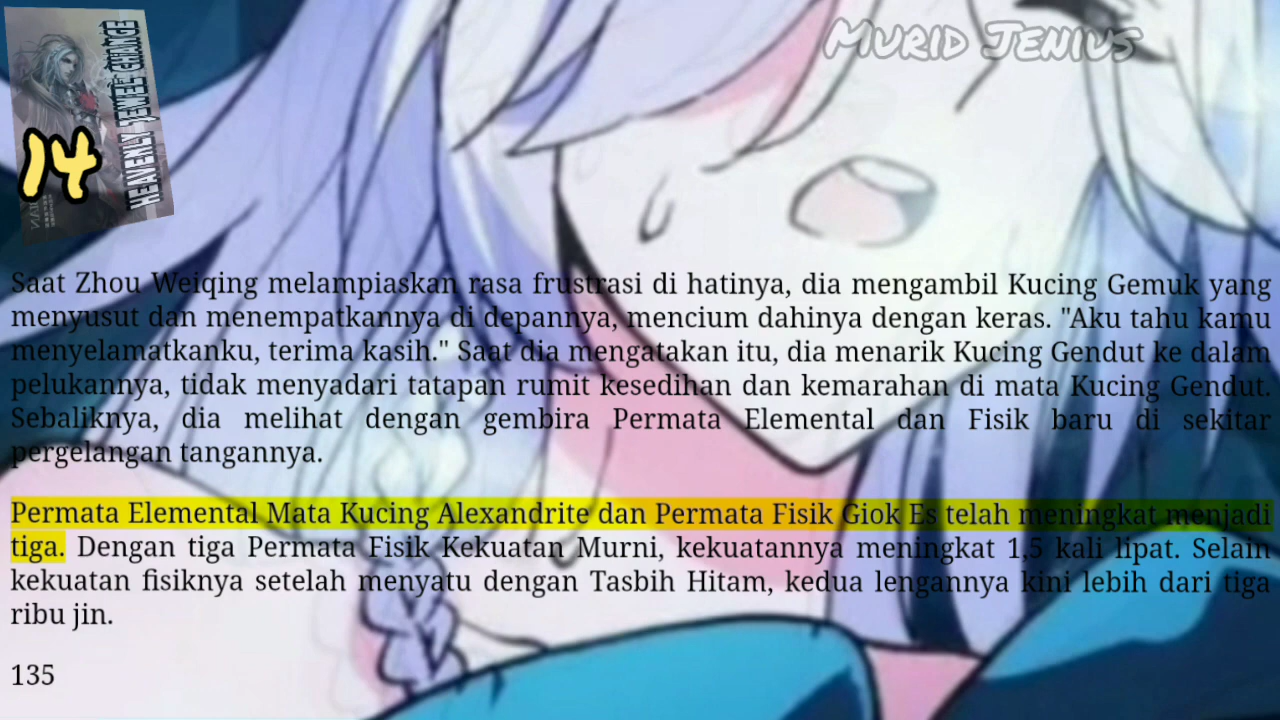 Murid Jenius
HEAVENLY JEWEL CHANGE
14
Saat Zhou Weiqing melampiaskan rasa frustrasi di hatinya, dia mengambil Kucing Gemuk yang
menyusut dan menempatkannya di depannya, mencium dahinya dengan keras. "Aku tahu kamu
menyelamatkanku, terima kasih." Saat dia mengatakan itu, dia menarik Kucing Gendut ke dalam
pelukannya, tidak menyadari tatapan rumit kesedihan dan kemarahan di mata Kucing Gendut.
Sebaliknya, dia melihat dengan gembira Permata Elemental dan Fisik baru di sekitar
pergelangan tangannya.
Permata Elemental Mata Kucing Alexandrite dan Permata Fisik Giok Es telah meningkat menjadi
tiga. Dengan tiga Permata Fisik Kekuatan Murni, kekuatannya meningkat 1,5 kali lipat. Selain
kekuatan fisiknya setelah menyatu dengan Tasbih Hitam, kedua lengannya kini lebih dari tiga
ribu jin.
135